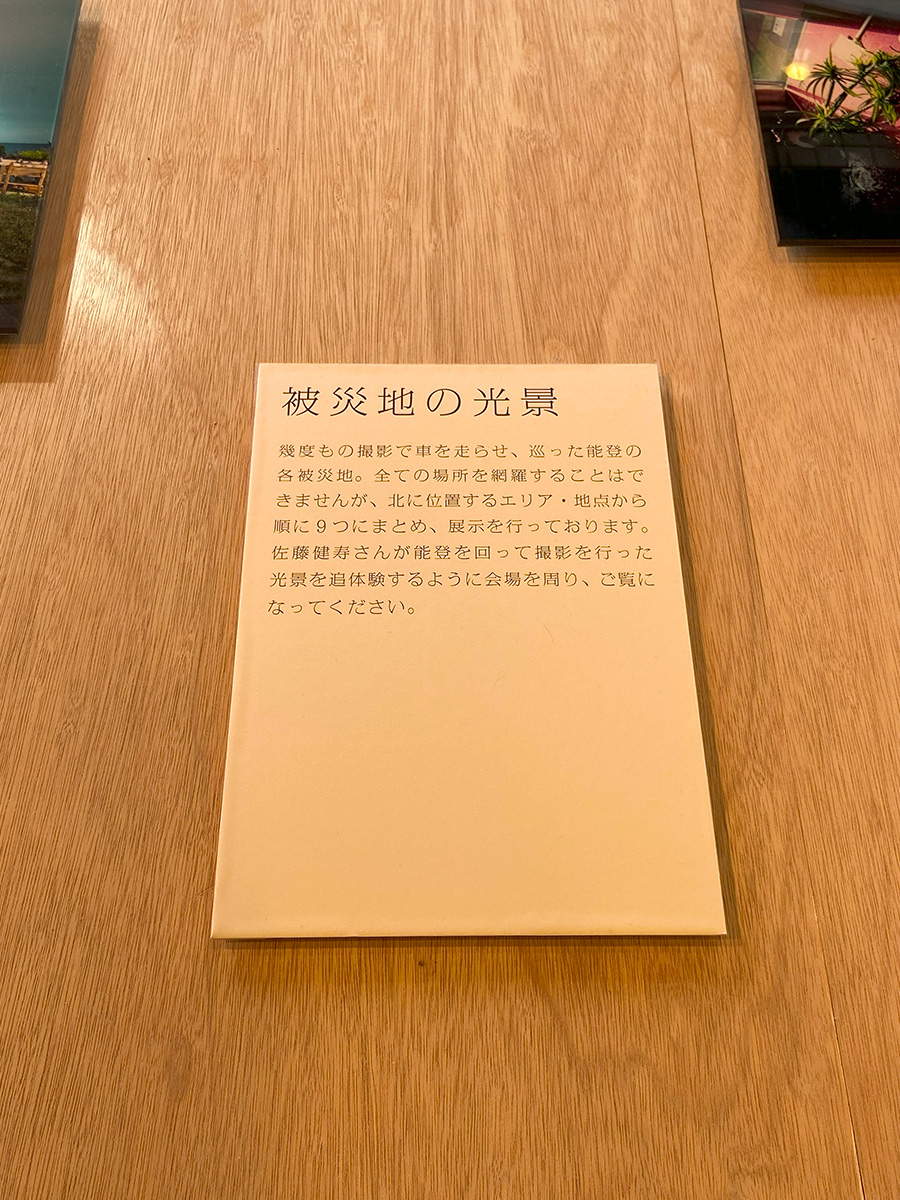 被災地の光景
幾度もの撮影で車を走らせ、巡った能登の
各被災地。全ての場所を網羅することはで
きませんが、北に位置するエリア・地点から
順に９つにまとめ、展示を行っております。
佐藤健寿さんが能登を回って撮影を行った
光景を追体験するように会場を周り、ご覧に
なってください。